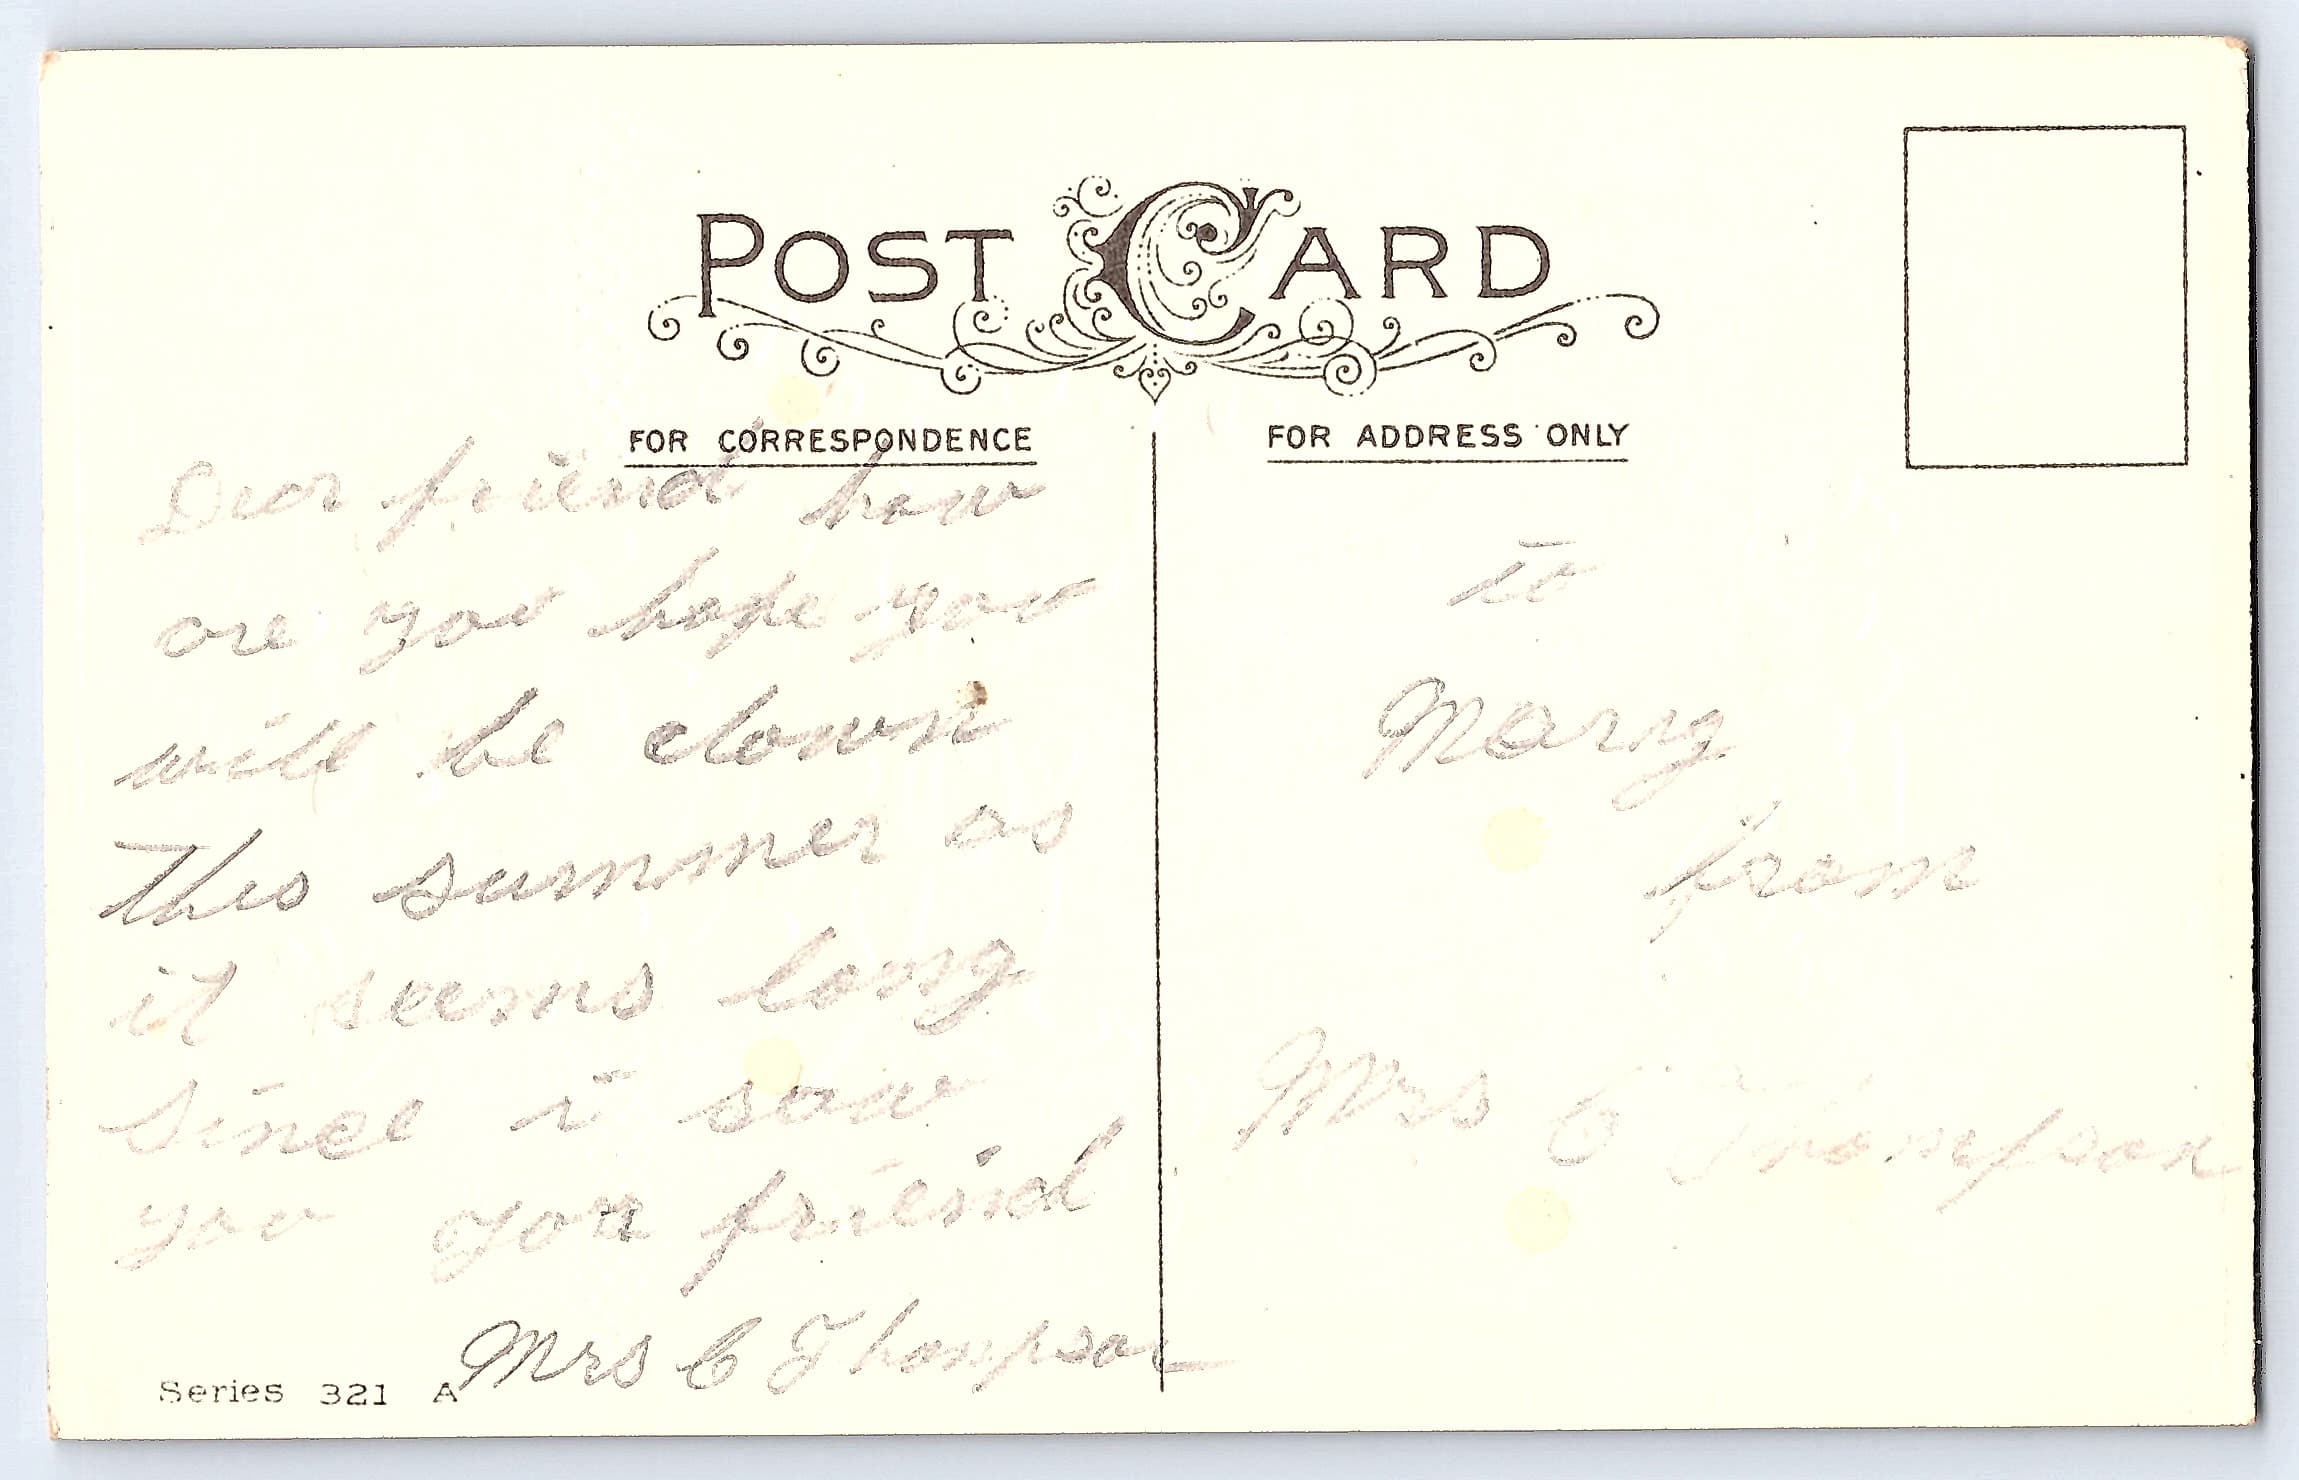 POST CARD
FOR CORRESPONDENCE
FOR ADDRESS ONLY
Dear friend how
are you hope you
will be down
this summer as
it seems long
since i saw
you your friend
Mrs C Thompson
Series 321 A
to
Mary
from
Mrs C Thompson